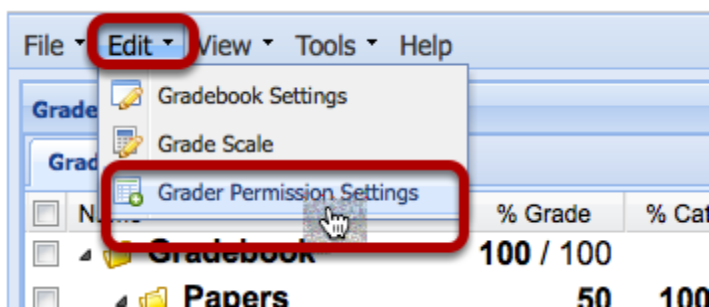 File Edit View Tools Help
Gradebook Settings
Grade
Grade Scale
Grad
Grader Permission Settings
% Grade % Cat
Gradebook 100 / 100
Papers 50 100